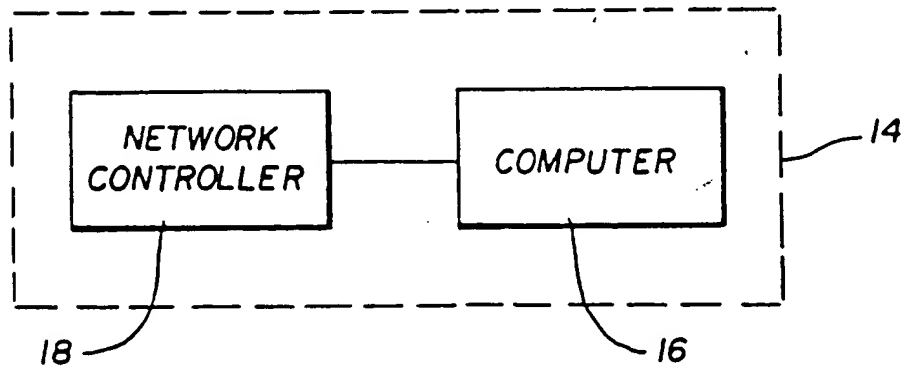 NETWORK
CONTROLLER
COMPUTER
14
18
16